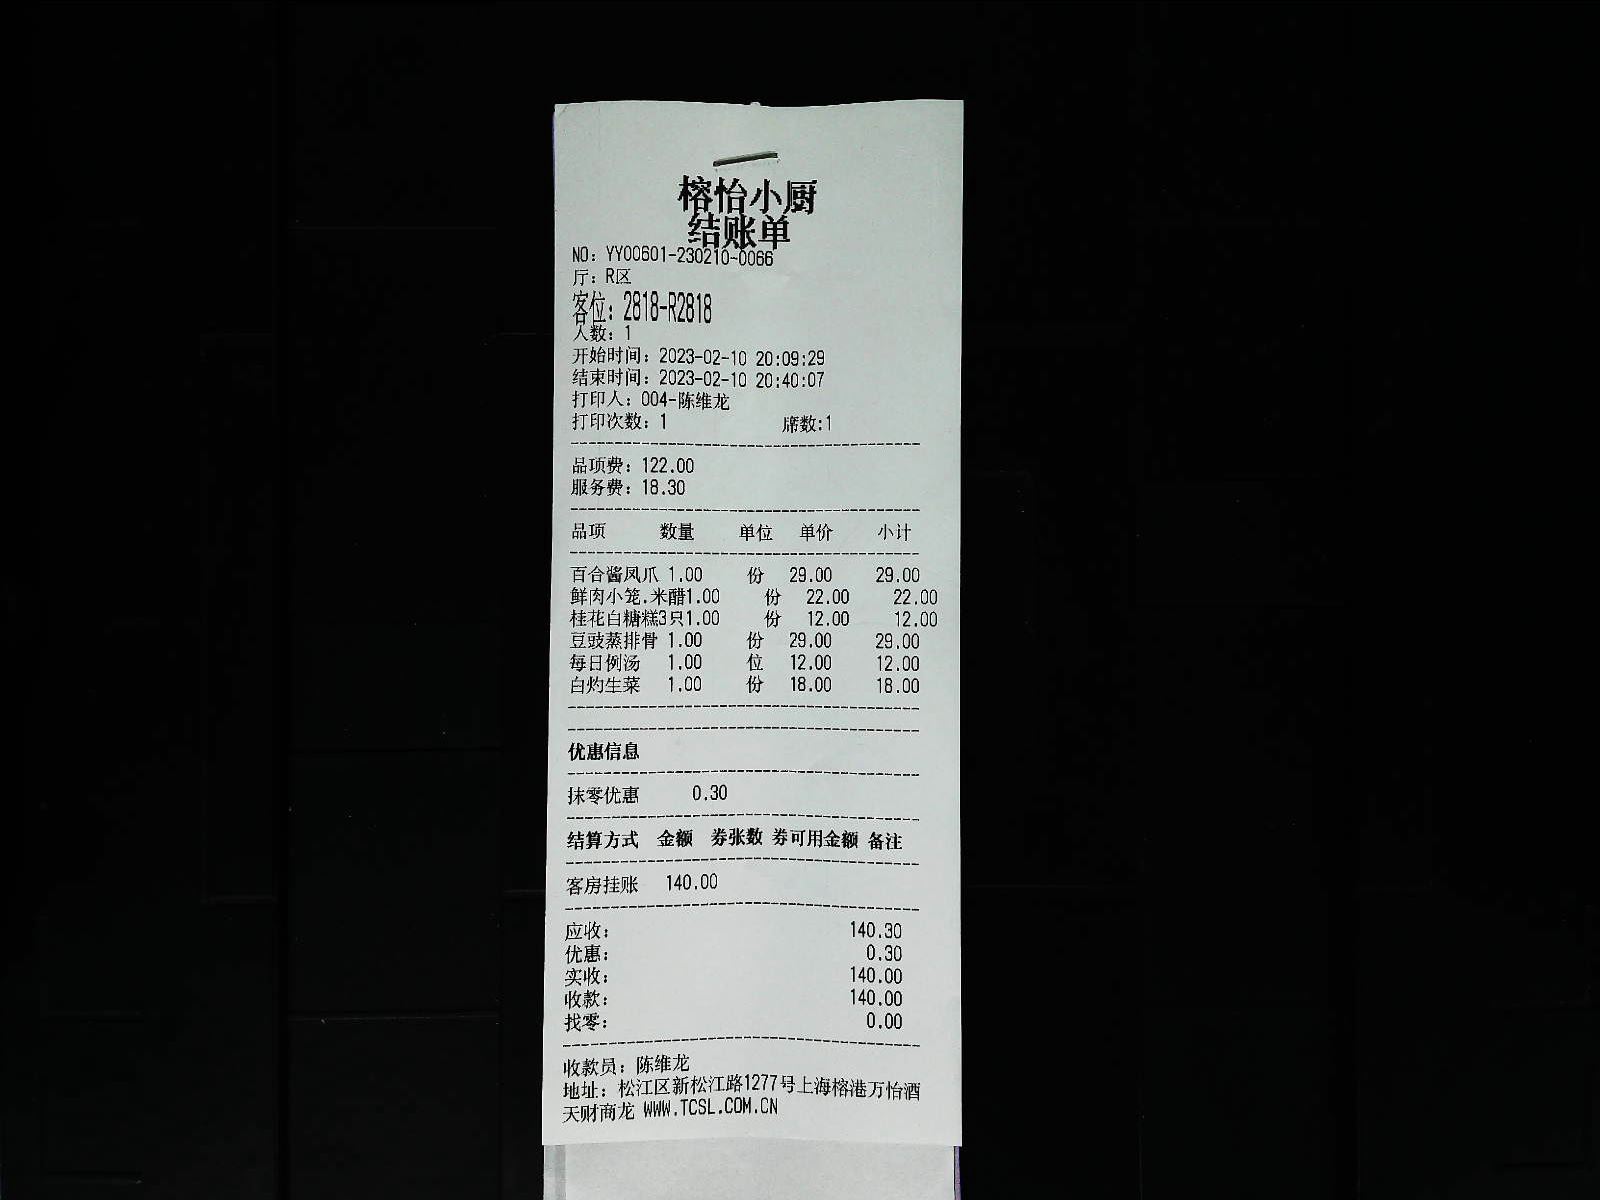 榕怡小厨
结账单
NO: YY00601-230210-0066
厅: R区
客位: 2818-R2818
人数: 1
开始时间: 2023-02-10 20:09:29
结束时间: 2023-02-10 20:40:07
打印人: 004-陈维龙
打印次数: 1 席数:1
品项费: 122.00
服务费: 18.30
品项 数量 单位 单价 小计
百合酱凤爪 1.00 份 29.00 29.00
鲜肉小笼.米醋1.00 份 22.00 22.00
桂花白糖糕3只1.00 份 12.00 12.00
豆豉蒸排骨 1.00 份 29.00 29.00
每日例汤 1.00 位 12.00 12.00
白灼生菜 1.00 份 18.00 18.00
优惠信息
抹零优惠 0.30
结算方式 金额 券张数 券可用金额 备注
客房挂账 140.00
应收: 140.30
优惠: 0.30
实收: 140.00
收款: 140.00
找零: 0.00
收款员: 陈维龙
地址: 松江区新松江路1277号上海榕港万怡酒
天财商龙 WWW.TCSL.COM.CN